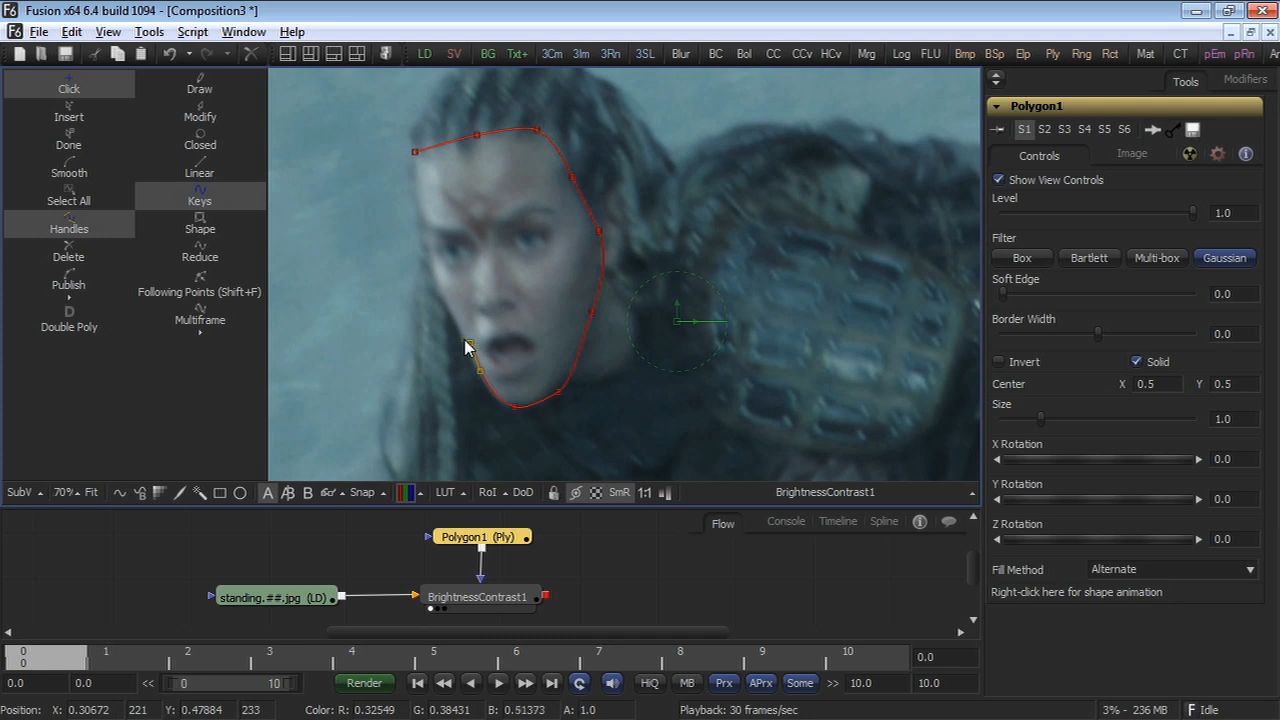 Fusion x64 6.4 build 1094 - [Composition3 *]
File Edit View Tools Script Window Help
LD SV BG Txt+ 3Cm 3Im 3Rn 3SL Blur BC Bol CC CCv HCv Mrg Log FLU Bmp BSp Elp Ply Rng Rct Mat CT pEm pRn
Click Draw
Insert Modify
Done Closed
Smooth Linear
Select All Keys
Handles Shape
Delete Reduce
Publish Following Points (Shift+F)
Double Poly Multiframe
Tools Modifiers
Polygon1
S1 S2 S3 S4 S5 S6
Controls Image
Show View Controls
Level
1.0
Filter
Box Bartlett Multi-box Gaussian
Soft Edge
0.0
Border Width
0.0
Invert Solid
Center X 0.5 Y 0.5
Size
1.0
X Rotation
0.0
Y Rotation
0.0
Z Rotation
0.0
Fill Method Alternate
Right-click here for shape animation
SubV 70% Fit A B Snap LUT RoI DoD SmR 1:1 BrightnessContrast1
Flow Console Timeline Spline
Polygon1 (Ply)
standing.##.jpg (LD) BrightnessContrast1
0 1 2 3 4 5 6 7 8 9 10
0 0.0
0.0 0.0 << 0 10 Render HiQ MB Prx APrx Some >> 10.0 10.0
Position: X: 0.30672 221 Y: 0.47884 233 Color: R: 0.32549 G: 0.38431 B: 0.51373 A: 1.0 Playback: 30 frames/sec 3% - 236 MB Idle